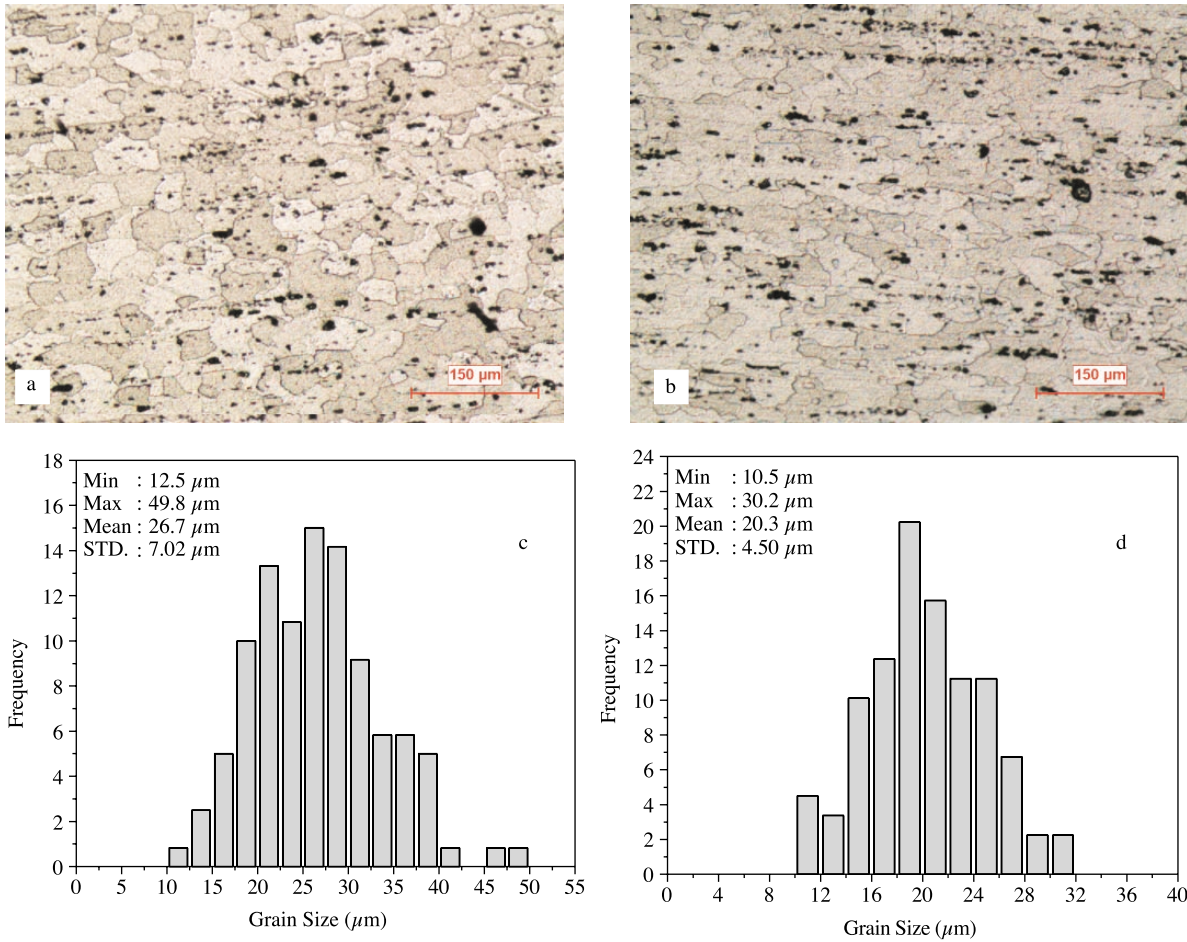 a
150 µm
b
150 µm
18
16
14
12
10
8
6
4
2
0
Frequency
Min : 12.5 µm
Max : 49.8 µm
Mean : 26.7 µm
STD. : 7.02 µm
c
0 5 10 15 20 25 30 35 40 45 50 55
Grain Size (µm)
24
22
20
18
16
14
12
10
8
6
4
2
0
Frequency
Min : 10.5 µm
Max : 30.2 µm
Mean : 20.3 µm
STD. : 4.50 µm
d
0 4 8 12 16 20 24 28 32 36 40
Grain Size (µm)